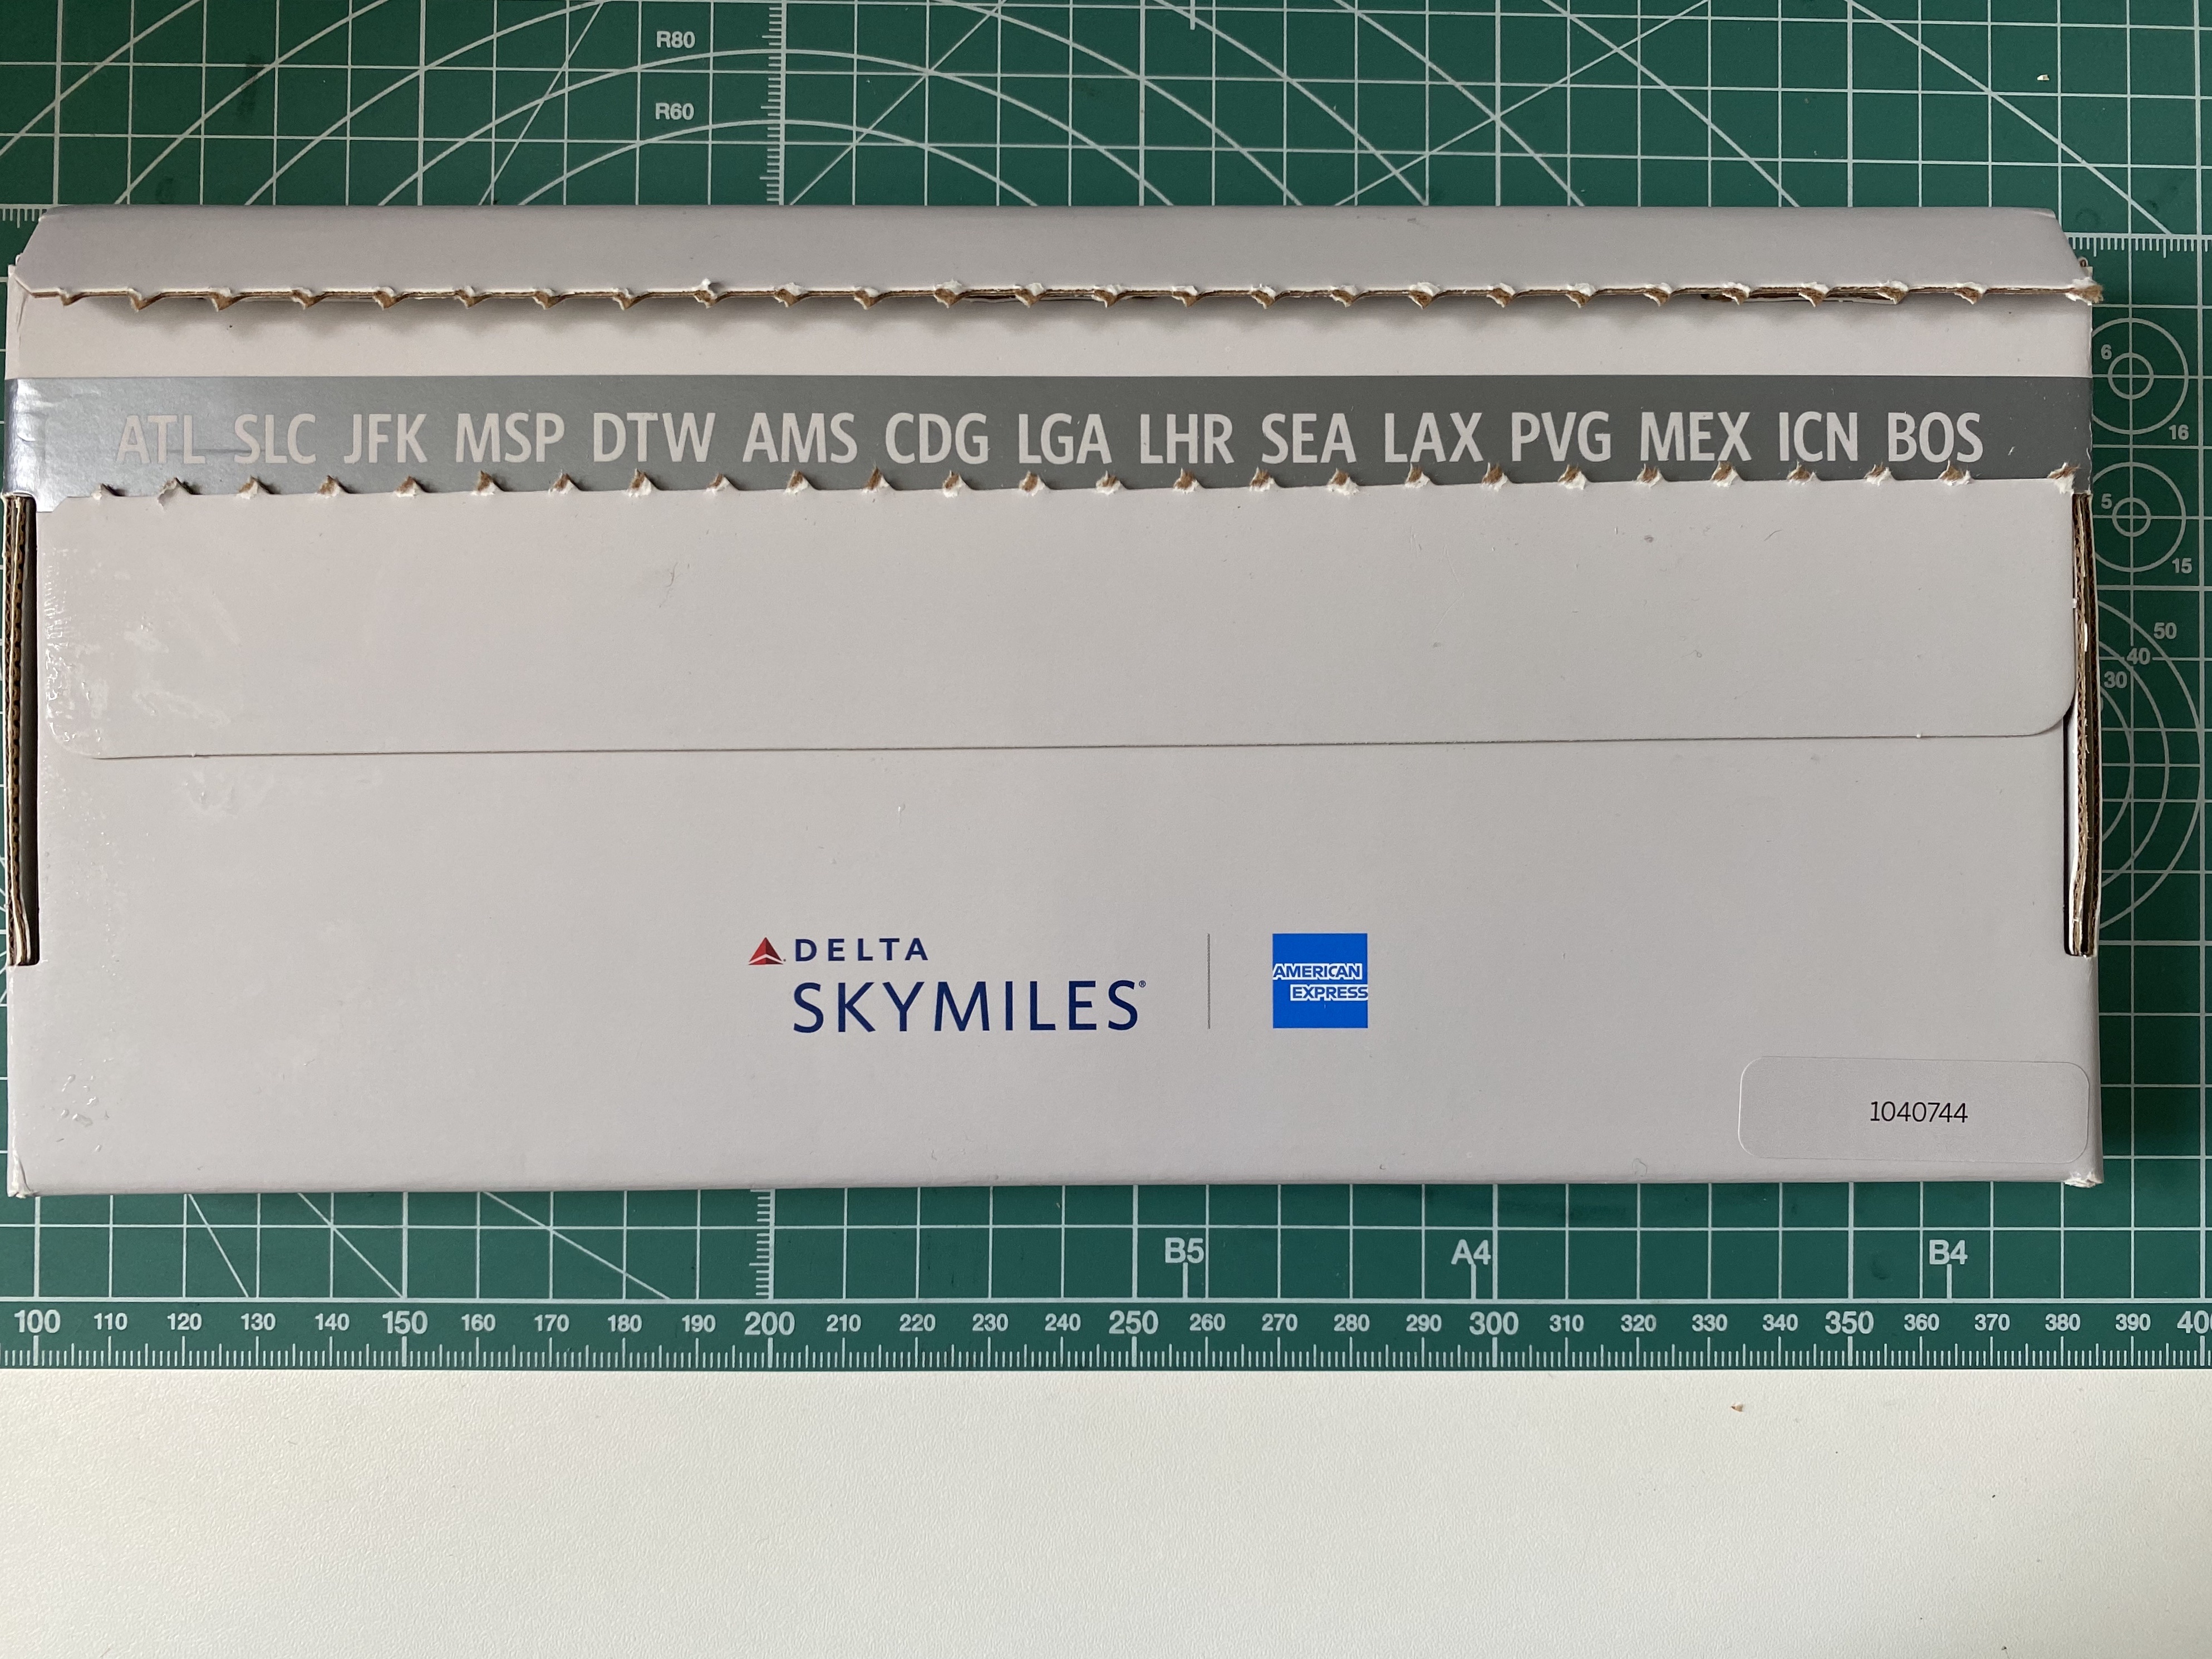 R80
R60
ATL SLC JFK MSP DTW AMS CDG LGA LHR SEA LAX PVG MEX ICN BOS
6
16
5
15
50
40
30
DELTA
SKYMILES®
AMERICAN
EXPRESS
1040744
B5 A4 B4
100 110 120 130 140 150 160 170 180 190 200 210 220 230 240 250 260 270 280 290 300 310 320 330 340 350 360 370 380 390 40